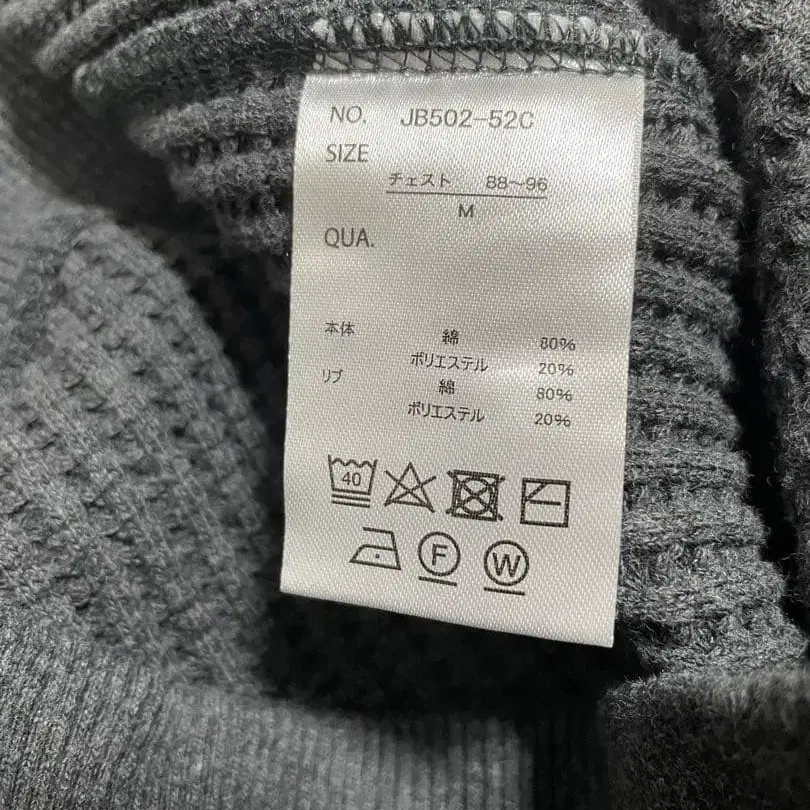 NO. JB502-52C
SIZE
チェスト 88~96
M
QUA.
本体 綿 80%
ポリエステル 20%
リブ 綿 80%
ポリエステル 20%
40
F W